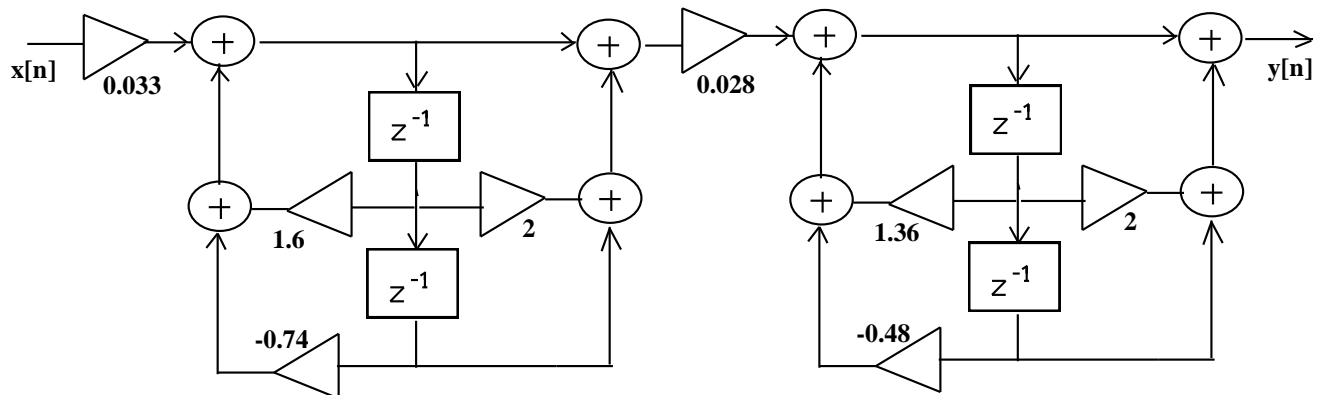 x[n]
0.033
+
+
0.028
+
+
y[n]
z⁻¹
z⁻¹
+
1.6
2
+
+
1.36
2
+
z⁻¹
z⁻¹
-0.74
-0.48